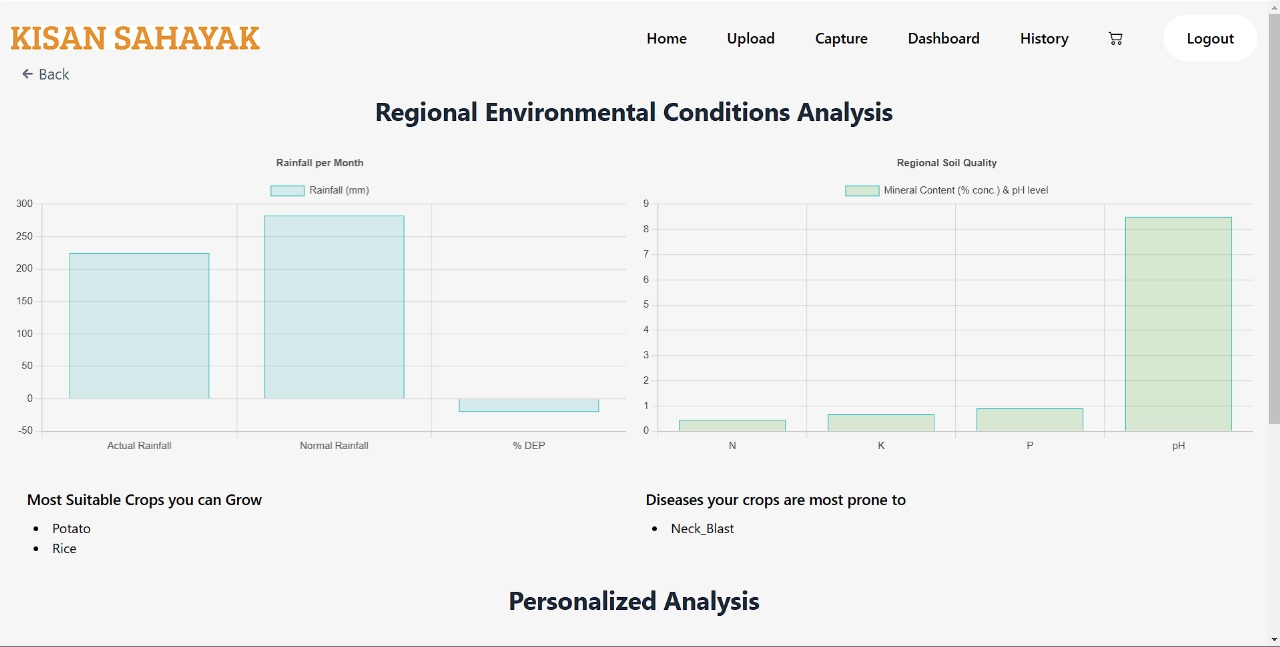 KISAN SAHAYAK
Home Upload Capture Dashboard History Logout
← Back
Regional Environmental Conditions Analysis
Rainfall per Month
Rainfall (mm)
300
250
200
150
100
50
0
-50
Actual Rainfall Normal Rainfall % DEP
Regional Soil Quality
Mineral Content (% conc.) & pH level
9
8
7
6
5
4
3
2
1
0
N K P pH
Most Suitable Crops you can Grow
• Potato
• Rice
Diseases your crops are most prone to
• Neck_Blast
Personalized Analysis